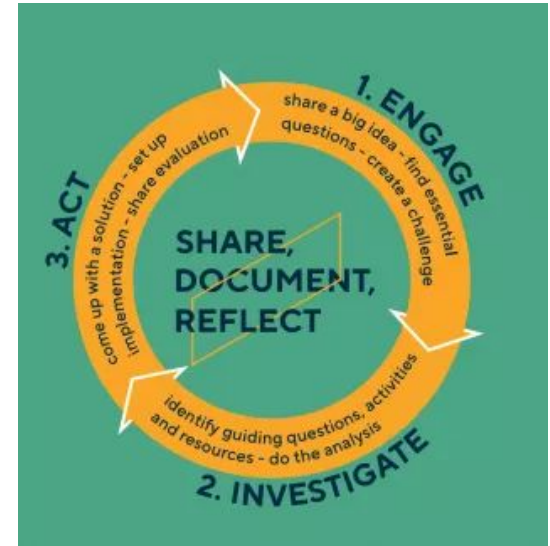 1. ENGAGE
share a big idea - find essential
questions - create a challenge
2. INVESTIGATE
identify guiding questions, activities
and resources - do the analysis
3. ACT
come up with a solution - set up
implementation - share evaluation
SHARE,
DOCUMENT,
REFLECT